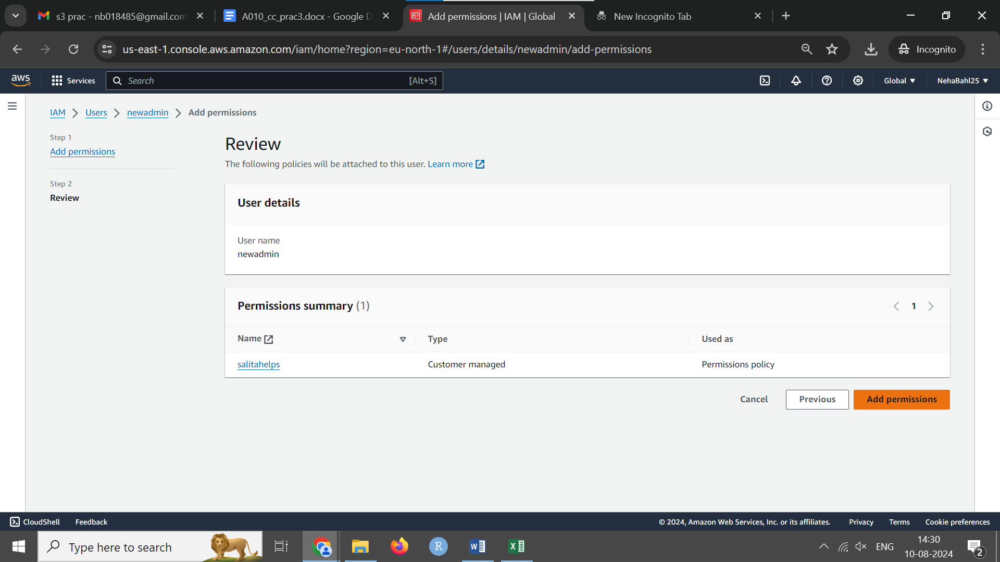 s3 prac - nb018485@gmail.com
A010_cc_prac3.docx - Google D
Add permissions | IAM | Global
New Incognito Tab
us-east-1.console.aws.amazon.com/iam/home?region=eu-north-1#/users/details/newadmin/add-permissions
Incognito
aws
Services
Search
[Alt+S]
Global
NehaBahl25
IAM
Users
newadmin
Add permissions
Step 1
Add permissions
Step 2
Review
Review
The following policies will be attached to this user. Learn more
User details
User name
newadmin
Permissions summary (1)
1
Name
Type
Used as
salitahelps
Customer managed
Permissions policy
Cancel
Previous
Add permissions
CloudShell
Feedback
© 2024, Amazon Web Services, Inc. or its affiliates.
Privacy
Terms
Cookie preferences
Type here to search
R
W
X
ENG
14:30
10-08-2024
2